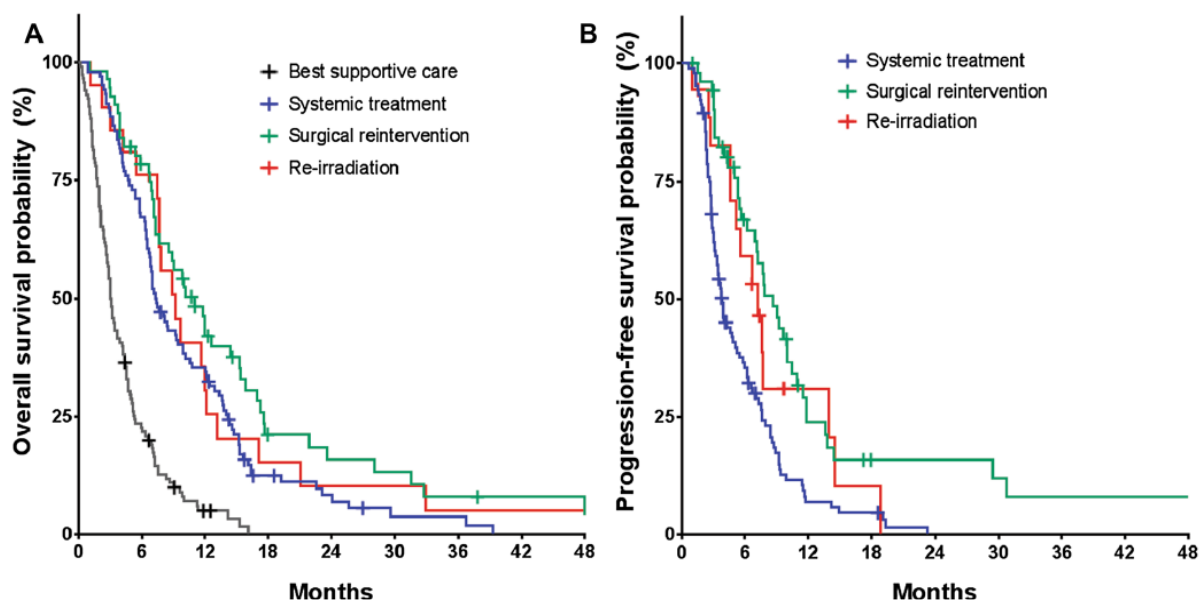 A
Overall survival probability (%)
100
75
50
25
0
Best supportive care
Systemic treatment
Surgical reintervention
Re-irradiation
0 6 12 18 24 30 36 42 48
Months
B
Progression-free survival probability (%)
100
75
50
25
0
Systemic treatment
Surgical reintervention
Re-irradiation
0 6 12 18 24 30 36 42 48
Months